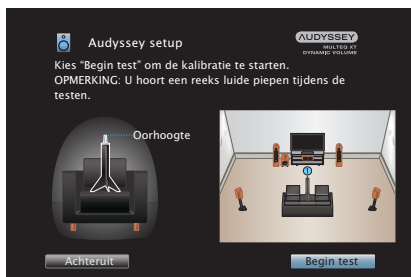 Audyssey setup
AUDYSSEY
MULTEQ XT
DYNAMIC VOLUME
Kies “Begin test” om de kalibratie te starten.
OPMERKING: U hoort een reeks luide piepen tijdens de
testen.
Oorhoogte
1
Achteruit
Begin test